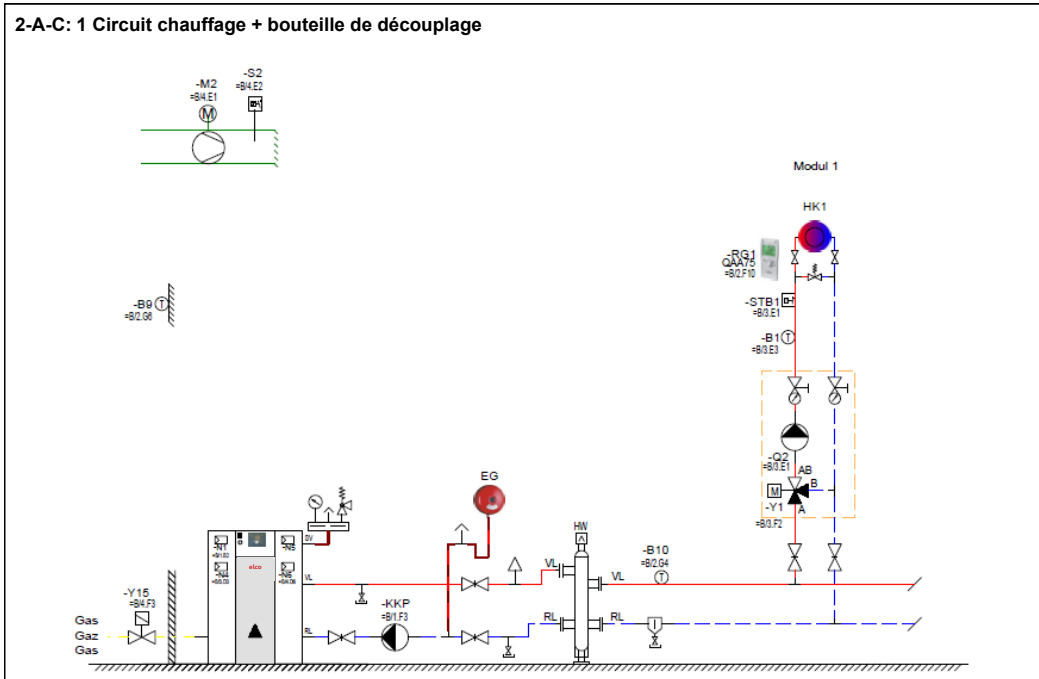 2-A-C: 1 Circuit chauffage + bouteille de découplage
-S2
=B/4.E2
-M2
=B/4.E1
M
Modul 1
HK1
-RG1
QAA75
=B/2.F10
-B9
T
=B/2.G6
-STB1
=B/3.E1
-B1
T
=B/3.E3
-Q2
=B/3.E1
AB
B
M
-Y1
A
=B/3.F2
EG
HW
-N1
-N5
SV
-N4
-N6
elco
VL
VL
VL
-B10
=B/2.G4
T
-Y15
=B/4.F3
-KKP
=B/1.F3
RL
RL
RL
Gas
Gaz
Gas